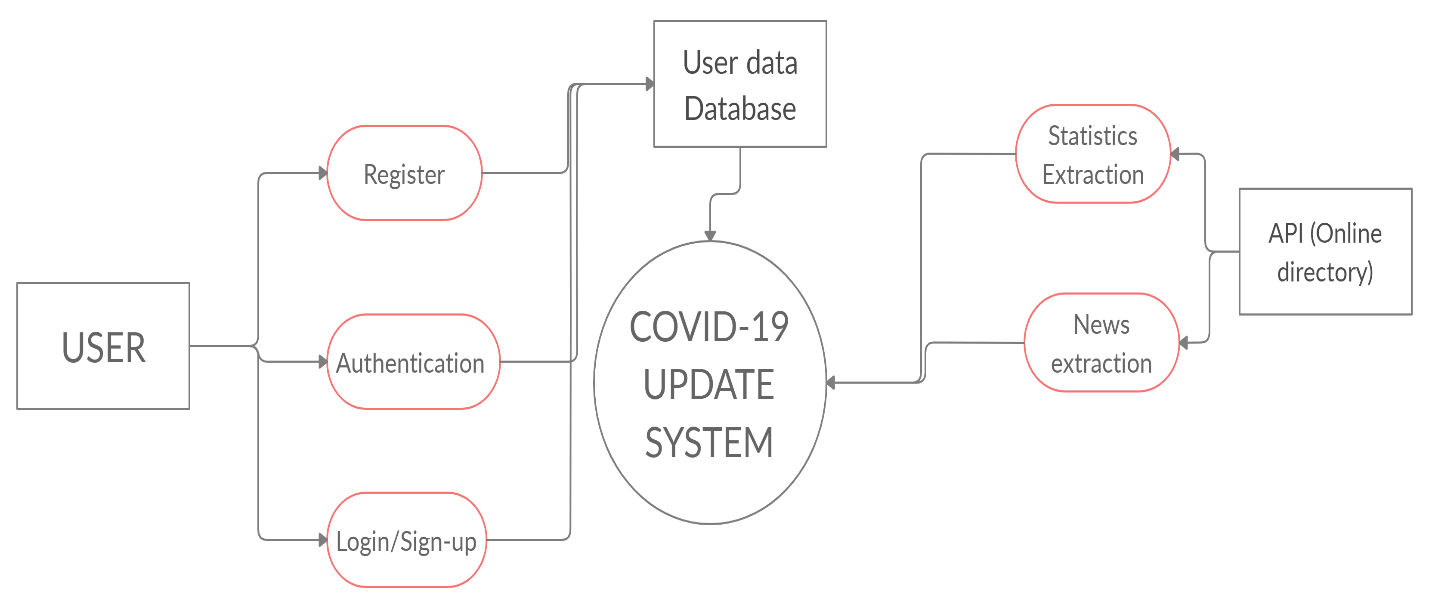 User data
Database
Statistics
Extraction
Register
API (Online
directory)
USER
Authentication
COVID-19
UPDATE
SYSTEM
News
extraction
Login/Sign-up